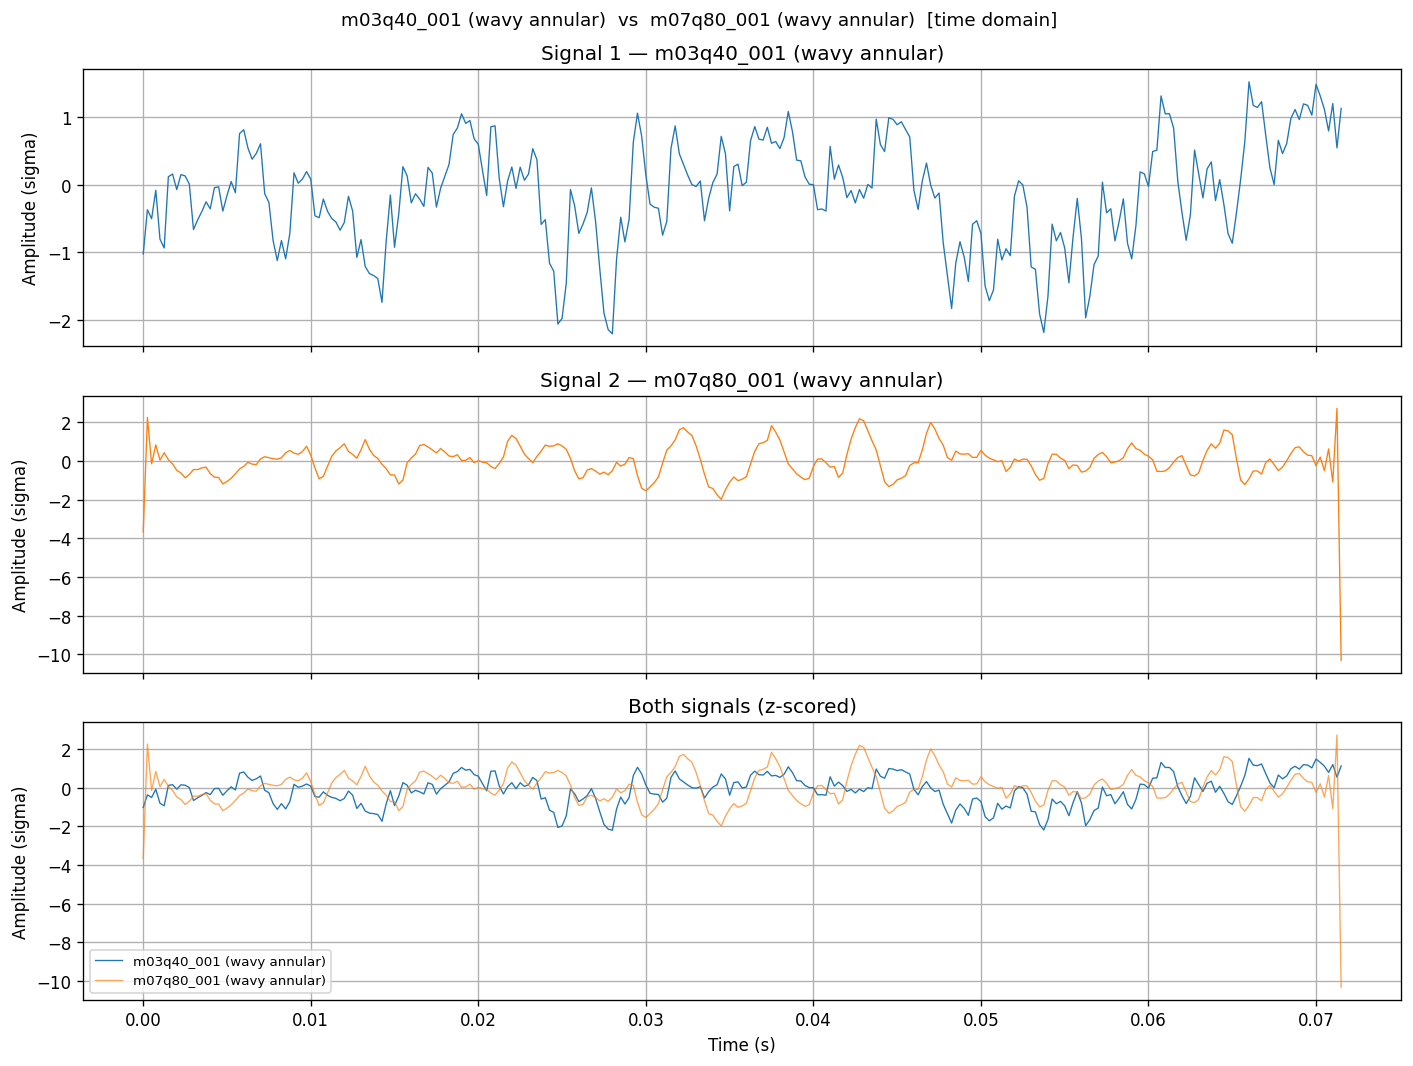 m03q40_001 (wavy annular)  vs  m07q80_001 (wavy annular)  [time domain]
Signal 1 — m03q40_001 (wavy annular)
Amplitude (sigma)
1
0
−1
−2
Signal 2 — m07q80_001 (wavy annular)
Amplitude (sigma)
2
0
−2
−4
−6
−8
−10
Both signals (z-scored)
Amplitude (sigma)
2
0
−2
−4
−6
−8
−10
m03q40_001 (wavy annular)
m07q80_001 (wavy annular)
0.00 0.01 0.02 0.03 0.04 0.05 0.06 0.07
Time (s)